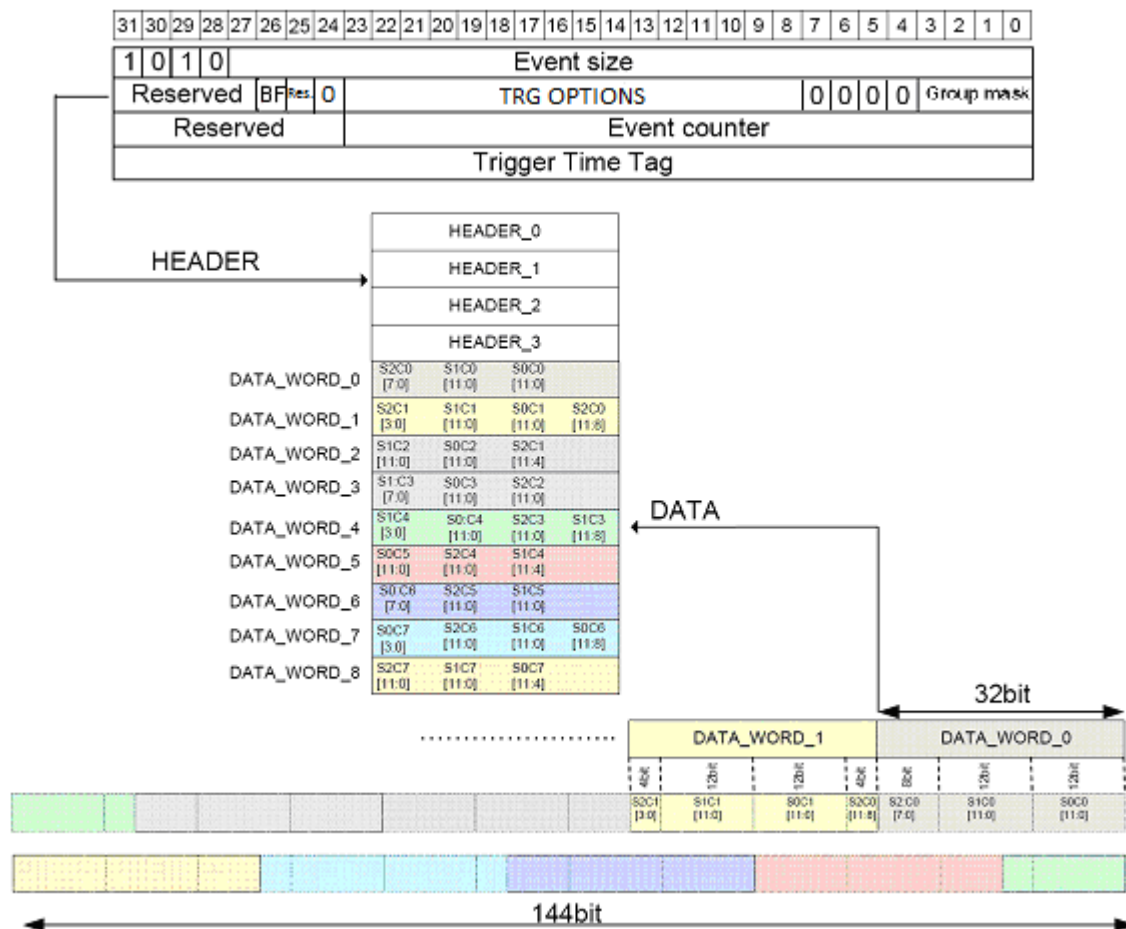 31 30 29 28 27 26 25 24 23 22 21 20 19 18 17 16 15 14 13 12 11 10 9 8 7 6 5 4 3 2 1 0
1 0 1 0 Event size
Reserved BF Res. 0 TRG OPTIONS 0 0 0 0 Group mask
Reserved Event counter
Trigger Time Tag
HEADER
HEADER_0
HEADER_1
HEADER_2
HEADER_3
DATA_WORD_0 S2C0 S1C0 S0C0
[7:0] [11:0] [11:0]
DATA_WORD_1 S2C1 S1C1 S0C1 S2C0
[3:0] [11:0] [11:0] [11:8]
DATA_WORD_2 S1C2 S0C2 S2C1
[11:0] [11:0] [11:4]
DATA_WORD_3 S1:C3 S0C3 S2C2
[7:0] [11:0] [11:0]
DATA_WORD_4 S1C4 S0:C4 S2C3 S1C3
[3:0] [11:0] [11:0] [11:8]
DATA
DATA_WORD_5 S0C5 S2C4 S1C4
[11:0] [11:0] [11:4]
DATA_WORD_6 S0:C6 S2C5 S1C5
[7:0] [11:0] [11:0]
DATA_WORD_7 S0C7 S2C6 S1C6 S0C6
[3:0] [11:0] [11:0] [11:8]
DATA_WORD_8 S2C7 S1C7 S0C7
[11:0] [11:0] [11:4]
32bit
DATA_WORD_1 DATA_WORD_0
4bit 12bit 12bit 4bit 8bit 12bit 12bit
S2C1 S1C1 S0C1 S2C0 S2:C0 S1C0 S0C0
[3:0] [11:0] [11:0] [11:8] [7:0] [11:0] [11:0]
144bit